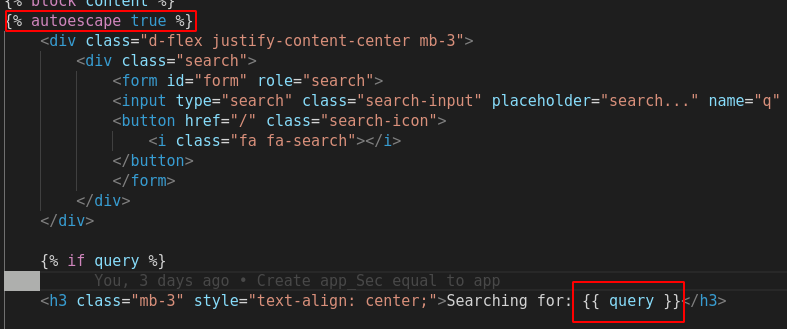 {% block content %}
{% autoescape true %}
<div class="d-flex justify-content-center mb-3">
<div class="search">
<form id="form" role="search">
<input type="search" class="search-input" placeholder="search..." name="q"
<button href="/" class="search-icon">
<i class="fa fa-search"></i>
</button>
</form>
</div>
</div>
{% if query %}
You, 3 days ago • Create app_Sec equal to app
<h3 class="mb-3" style="text-align: center;">Searching for: {{ query }}</h3>